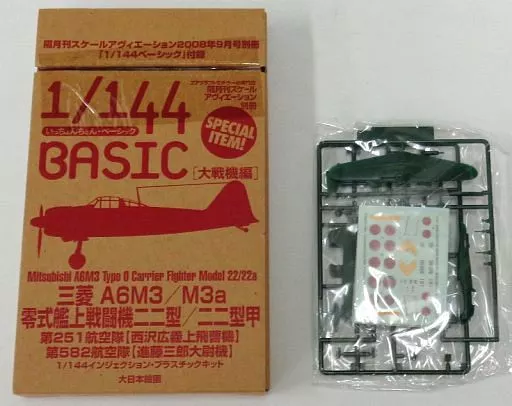 隔月刊スケールアヴィエーション2008年9月号別冊
「1/144ベーシック」付録
1/144
隔月刊スケール
アヴィエーション
別冊
いっちょんちょん・ベーシック
SPECIAL
ITEM!
BASIC
[大戦機編]
Mitsubishi A6M3 Type 0 Carrier Fighter Model 22/22a
三菱 A6M3/M3a
零式艦上戦闘機二二型/二二型甲
第251航空隊【西沢広義上飛曹機】
第582航空隊【進藤三郎大尉機】
1/144インジェクション・プラスチックキット
大日本絵画